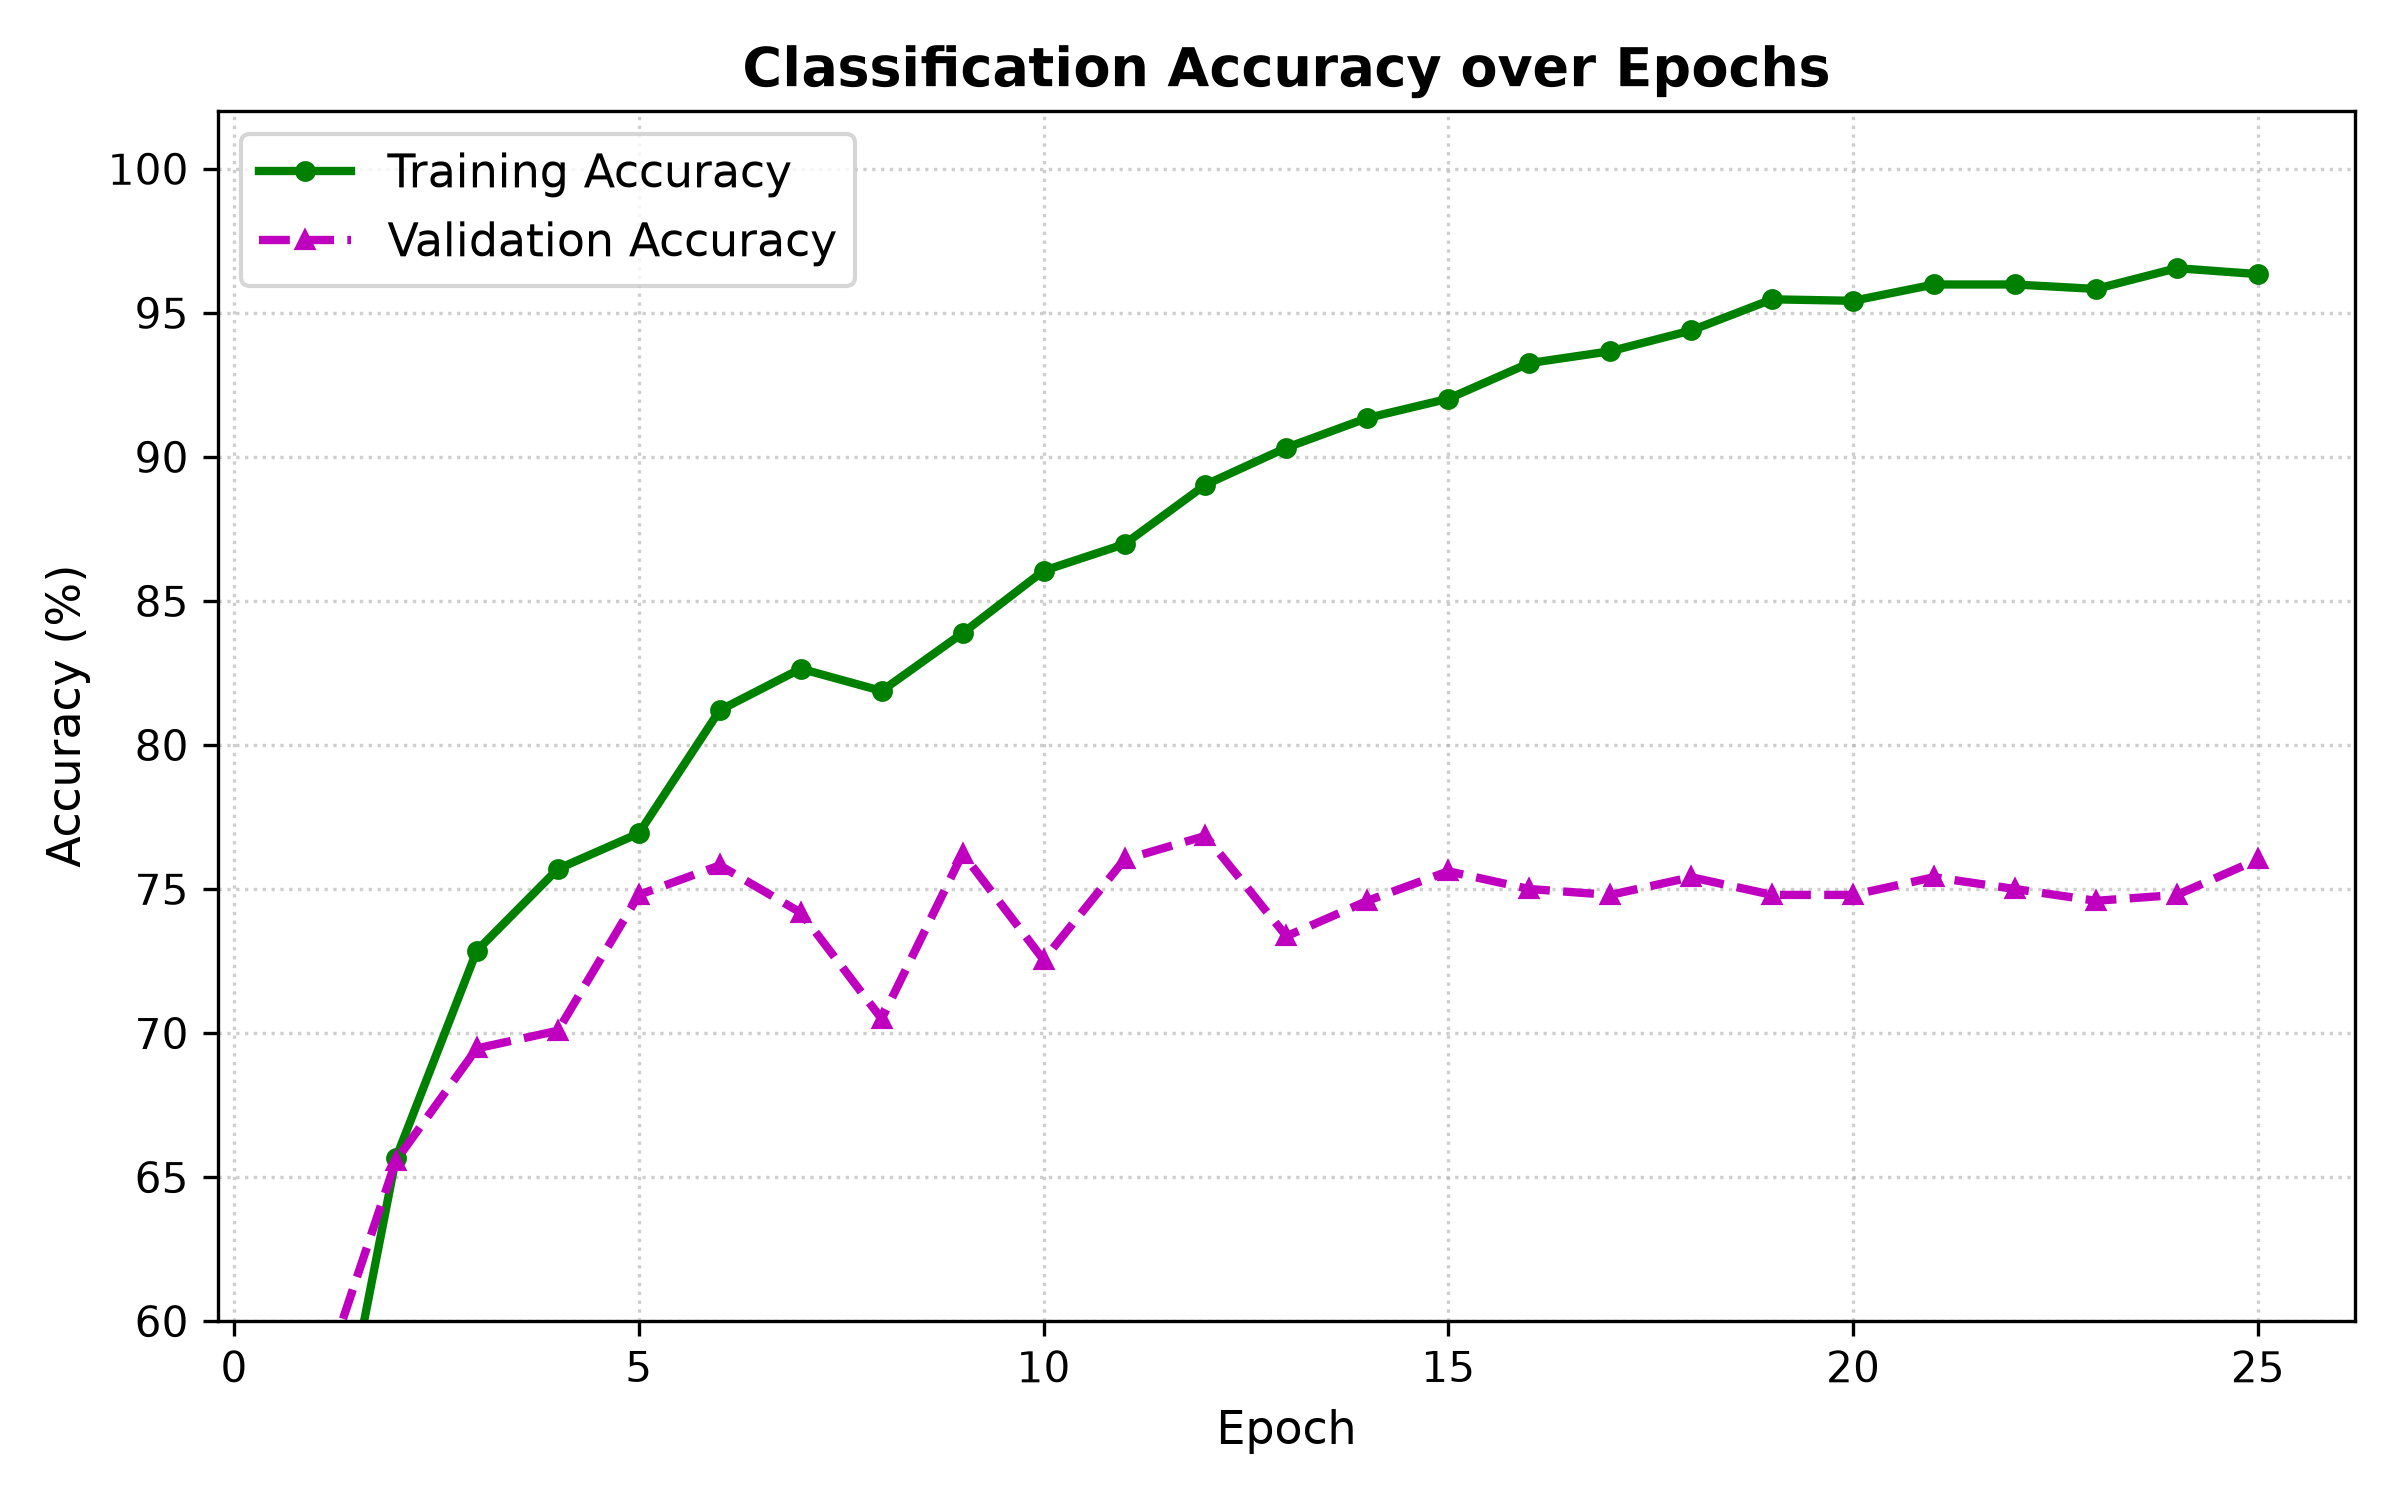 Classification Accuracy over Epochs
Training Accuracy
Validation Accuracy
100
95
90
85
80
75
70
65
60
Accuracy (%)
0 5 10 15 20 25
Epoch